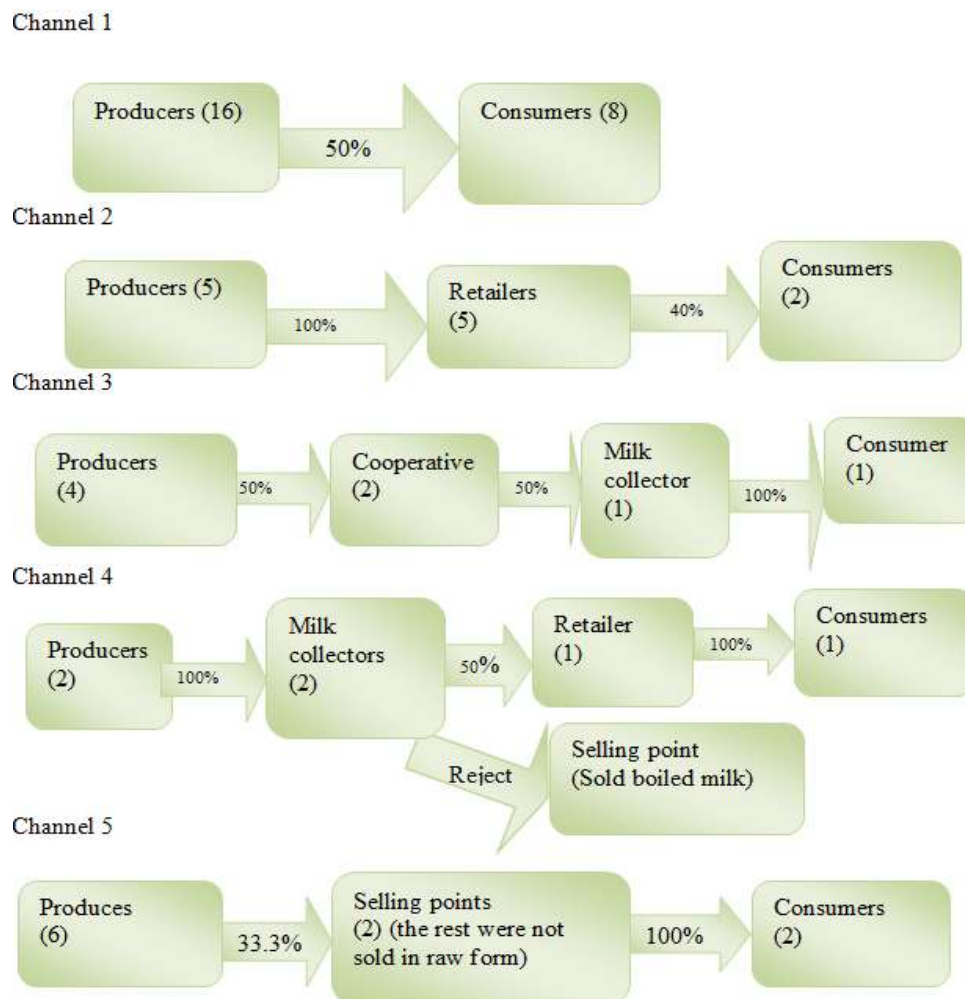 Channel 1
Producers (16)
50%
Consumers (8)
Channel 2
Producers (5)
100%
Retailers
(5)
40%
Consumers
(2)
Channel 3
Producers
(4)
50%
Cooperative
(2)
50%
Milk
collector
(1)
100%
Consumer
(1)
Channel 4
Producers
(2)
100%
Milk
collectors
(2)
50%
Retailer
(1)
100%
Consumers
(1)
Reject
Selling point
(Sold boiled milk)
Channel 5
Produces
(6)
33.3%
Selling points
(2) (the rest were not
sold in raw form)
100%
Consumers
(2)